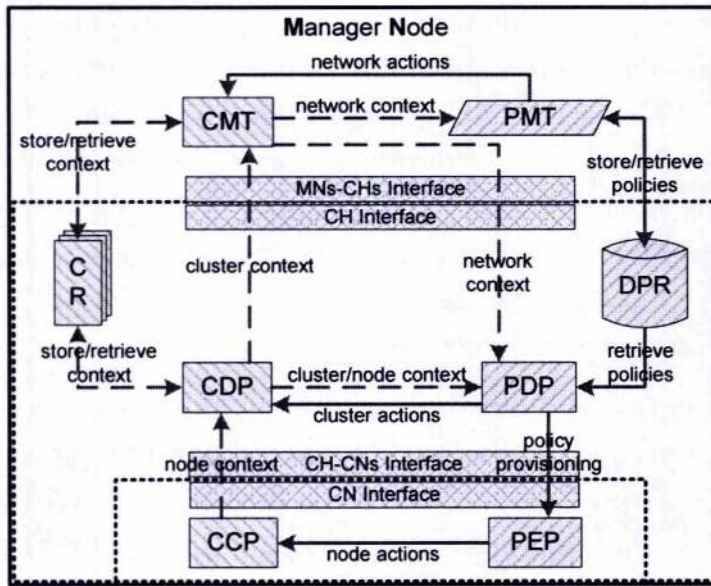 Manager Node
network actions
CMT
network context
PMT
store/retrieve
context
store/retrieve
policies
MNs-CHs Interface
CH Interface
C
R
cluster context
network
context
DPR
store/retrieve
context
retrieve
policies
CDP
cluster/node context
PDP
cluster actions
policy
provisioning
node context
CH-CNs Interface
CN Interface
CCP
node actions
PEP